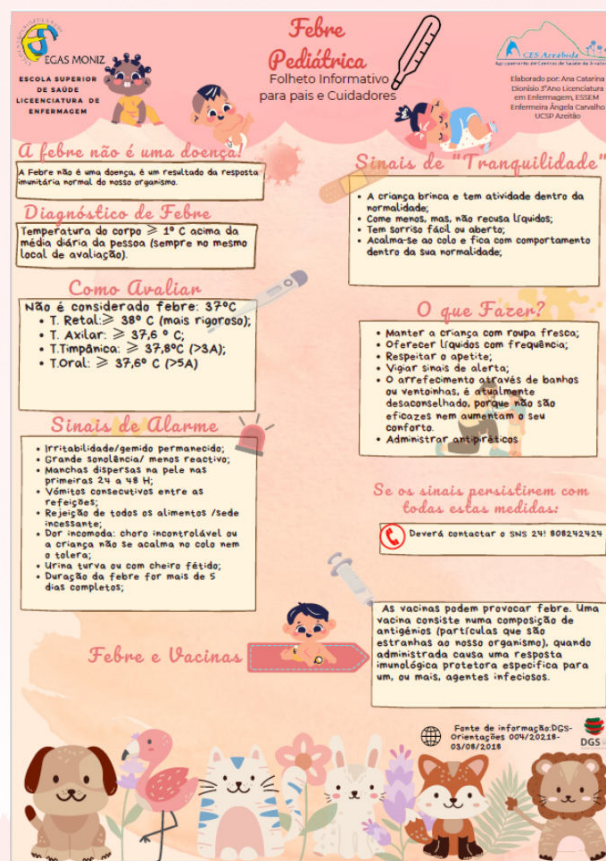 EGAS MONIZ
ESCOLA SUPERIOR
DE SAÚDE
LICENCIATURA DE
ENFERMAGEM
Febre
Pediátrica
Folheto Informativo
para pais e Cuidadores
CES Arrábida
Elaborado por: Ana Catarina
Dionísio 3ºAno Licenciatura
em Enfermagem, ESSEM
Enfermeira Ângela Carvalho
UCSP Azeitão
A febre não é uma doença!
A Febre não é uma doença, é um resultado da resposta
imunitária normal do nosso organismo.
Diagnóstico de Febre
Temperatura do corpo ⩾ 1º C acima da
média diária da pessoa (sempre no mesmo
local de avaliação).
Como Avaliar
Não é considerado febre: 37ºC
• T. Retal:⩾ 38º C (mais rigoroso);
• T. Axilar: ⩾ 37,6 º C;
• T.Timpânica: ⩾ 37,8ºC (>3A);
• T.Oral: ⩾ 37,6º C (>5A)
Sinais de Alarme
• Irritabilidade/gemido permanecido;
• Grande sonolência/ menos reactivo;
• Manchas dispersas na pele nas
primeiras 24 a 48 H;
• Vómitos consecutivos entre as
refeições;
• Rejeição de todos os alimentos /sede
incessante;
• Dor incomoda: choro incontrolável ou
a criança não se acalma no colo nem
o tolera;
• Urina turva ou com cheiro fétido;
• Duração da febre for mais de 5
dias completos;
Sinais de "Tranquilidade"
• A criança brinca e tem atividade dentro da
normalidade;
• Come menos, mas, não recusa líquidos;
• Tem sorriso fácil ou aberto;
• Acalma-se ao colo e fica com comportamento
dentro da sua normalidade;
O que Fazer?
• Manter a criança com roupa fresca;
• Oferecer líquidos com frequência;
• Respeitar o apetite;
• Vigiar sinais de alerta;
• O arrefecimento através de banhos
ou ventoinhas, é atualmente
desaconselhado, porque não são
eficazes nem aumentam o seu
conforto.
• Administrar antipiréticos
Se os sinais persistirem com
todas estas medidas:
Deverá contactar o SNS 24! 808242424
Febre e Vacinas
As vacinas podem provocar febre. Uma
vacina consiste numa composição de
antigénios (partículas que são
estranhas ao nosso organismo), quando
administrada causa uma resposta
imunológica protetora especifica para
um, ou mais, agentes infeciosos.
Fonte de informação:DGS-
Orientações 004/20218-
03/08/2018
DGS